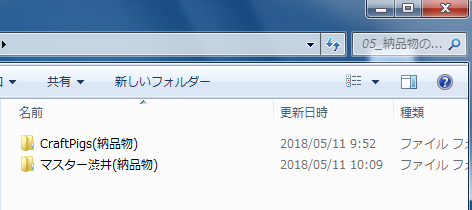 05_納品物の...
共有 新しいフォルダー
名前 更新日時 種類
CraftPigs(納品物) 2018/05/11 9:52 ファイル フォ
マスター渋井(納品物) 2018/05/11 10:09 ファイル フォ